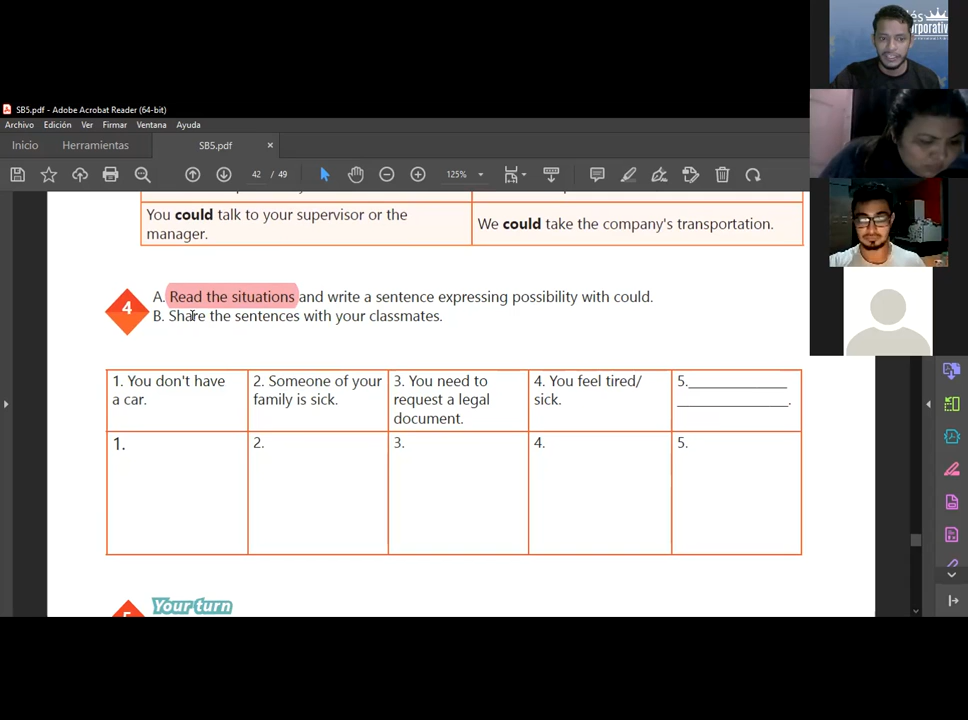 és
orporativ
SB5.pdf - Adobe Acrobat Reader (64-bit)
Archivo Edición Ver Firmar Ventana Ayuda
Inicio Herramientas SB5.pdf
42 / 49 125%
You could talk to your supervisor or the
manager.
We could take the company's transportation.
4
A. Read the situations and write a sentence expressing possibility with could.
B. Share the sentences with your classmates.
1. You don't have
a car.
2. Someone of your
family is sick.
3. You need to
request a legal
document.
4. You feel tired/
sick.
5.
.
1.
2.
3.
4.
5.
5
Your turn